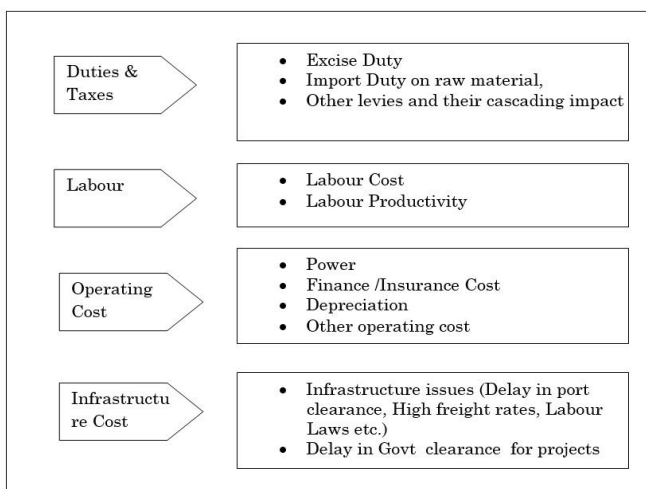 Duties &
Taxes
• Excise Duty
• Import Duty on raw material,
• Other levies and their cascading impact
Labour
• Labour Cost
• Labour Productivity
Operating
Cost
• Power
• Finance /Insurance Cost
• Depreciation
• Other operating cost
Infrastructu
re Cost
• Infrastructure issues (Delay in port
clearance, High freight rates, Labour
Laws etc.)
• Delay in Govt clearance for projects